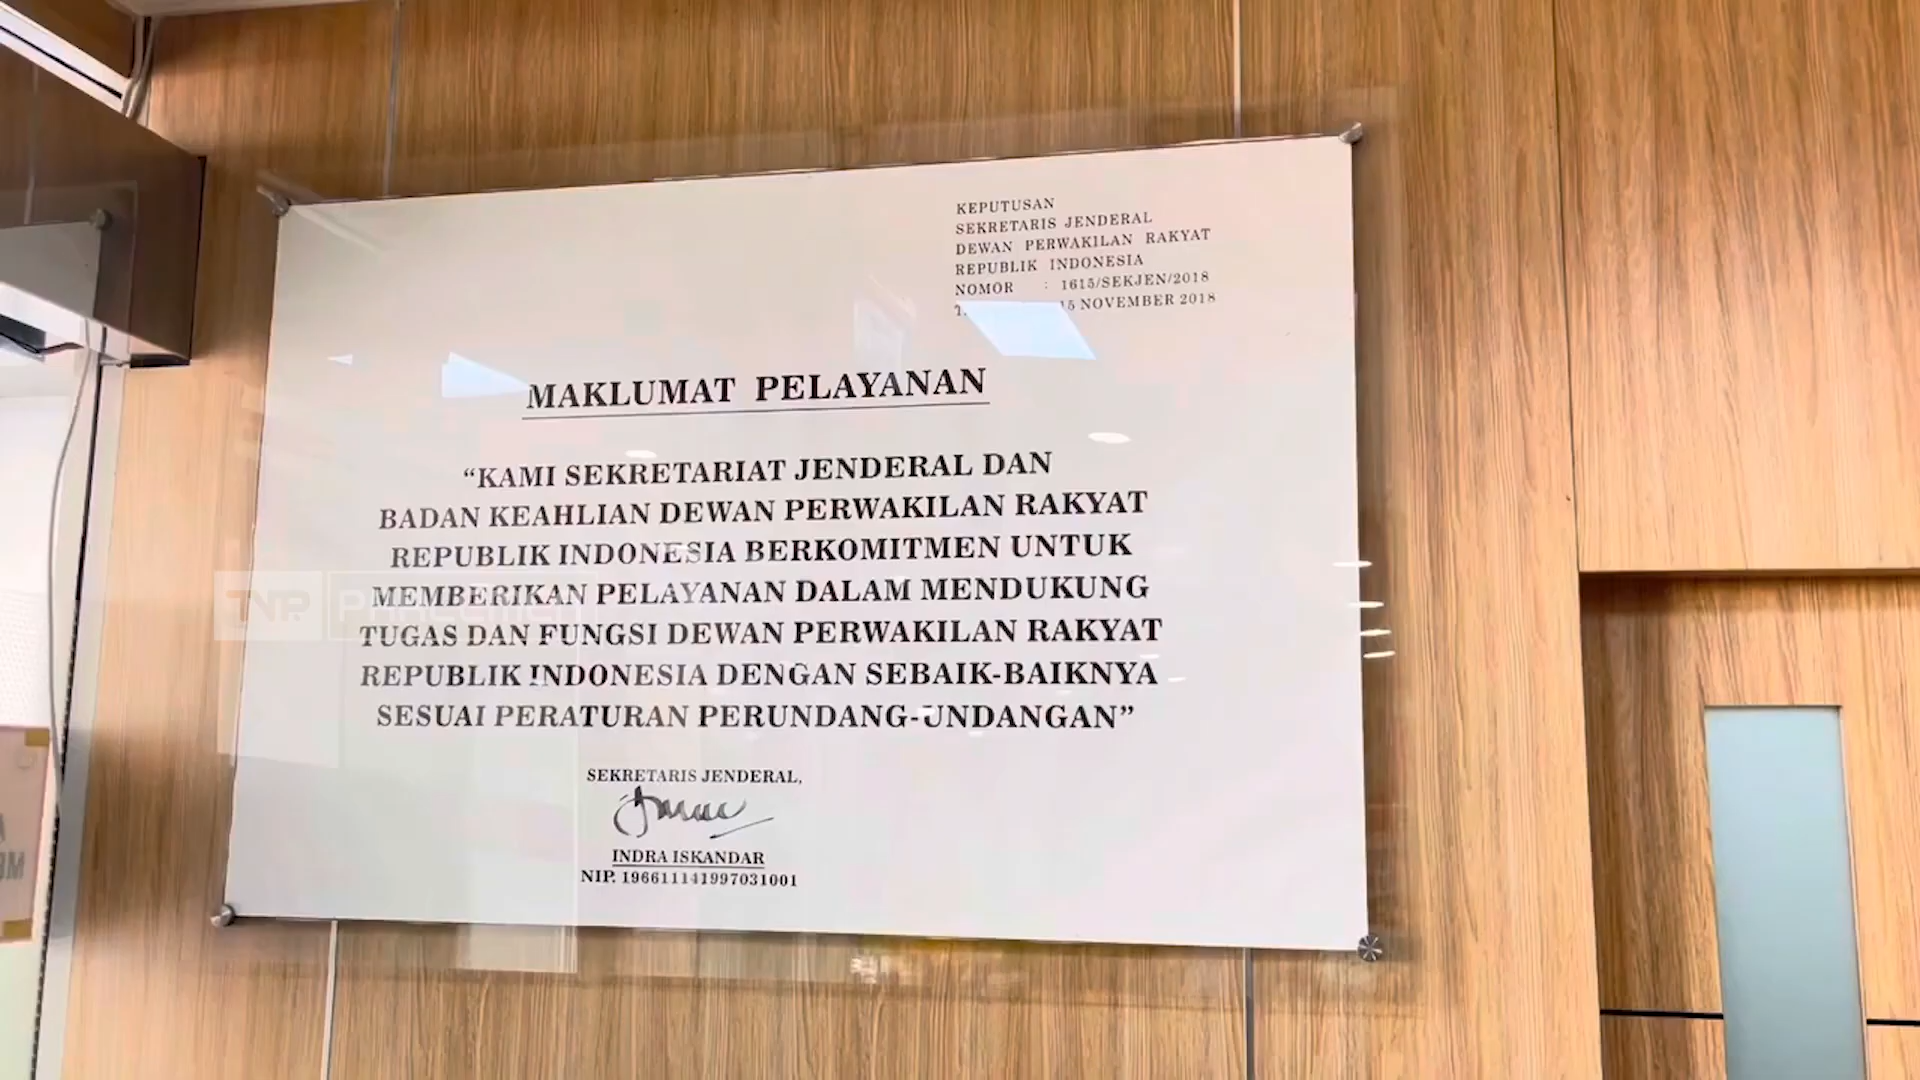 KEPUTUSAN
SEKRETARIS JENDERAL
DEWAN PERWAKILAN RAKYAT
REPUBLIK INDONESIA
NOMOR : 1615/SEKJEN/2018
15 NOVEMBER 2018
MAKLUMAT PELAYANAN
“KAMI SEKRETARIAT JENDERAL DAN
BADAN KEAHLIAN DEWAN PERWAKILAN RAKYAT
REPUBLIK INDONESIA BERKOMITMEN UNTUK
MEMBERIKAN PELAYANAN DALAM MENDUKUNG
TUGAS DAN FUNGSI DEWAN PERWAKILAN RAKYAT
REPUBLIK INDONESIA DENGAN SEBAIK-BAIKNYA
SESUAI PERATURAN PERUNDANG-UNDANGAN”
SEKRETARIS JENDERAL,
INDRA ISKANDAR
NIP. 196611141997031001
TVR